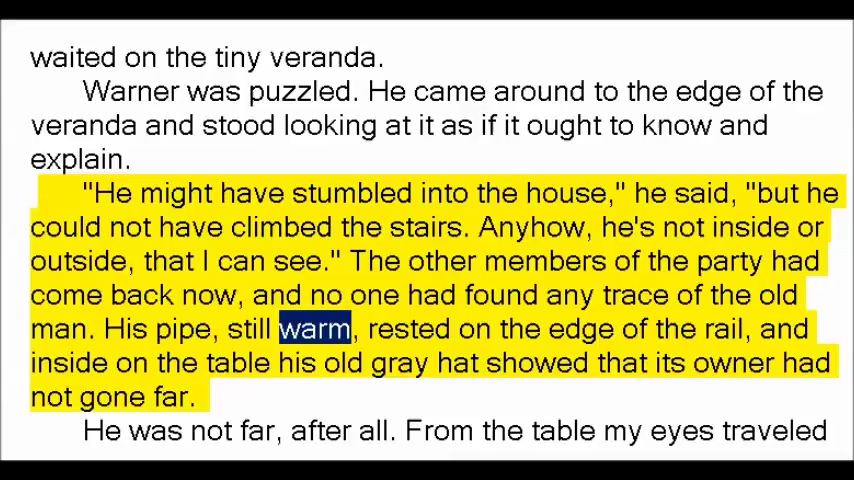 waited on the tiny veranda.
Warner was puzzled. He came around to the edge of the
veranda and stood looking at it as if it ought to know and
explain.
"He might have stumbled into the house," he said, "but he
could not have climbed the stairs. Anyhow, he's not inside or
outside, that I can see." The other members of the party had
come back now, and no one had found any trace of the old
man. His pipe, still warm, rested on the edge of the rail, and
inside on the table his old gray hat showed that its owner had
not gone far.
He was not far, after all. From the table my eyes traveled